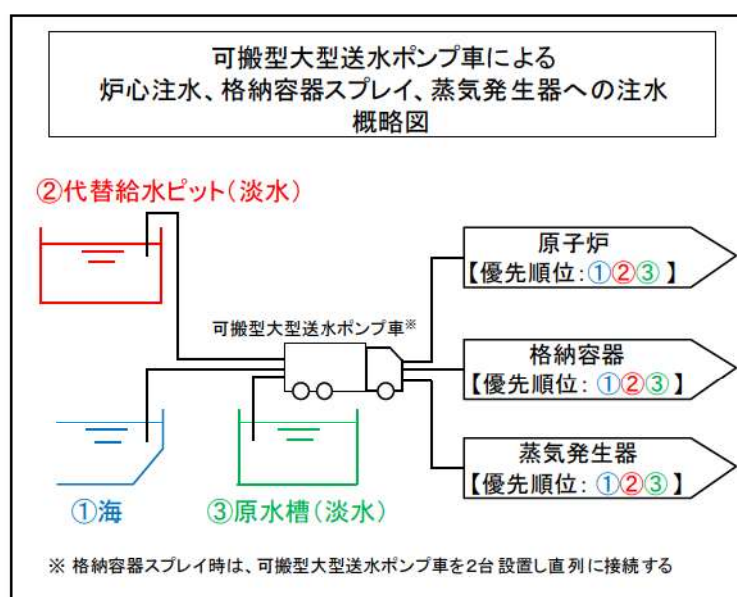 可搬型大型送水ポンプ車による
炉心注水、格納容器スプレイ、蒸気発生器への注水
概略図
②代替給水ピット(淡水)
原子炉
【優先順位:①②③ 】
可搬型大型送水ポンプ車※
格納容器
【優先順位: ①②③ 】
蒸気発生器
【優先順位: ①②③ 】
①海
③原水槽(淡水)
※ 格納容器スプレイ時は、可搬型大型送水ポンプ車を2台設置し直列に接続する